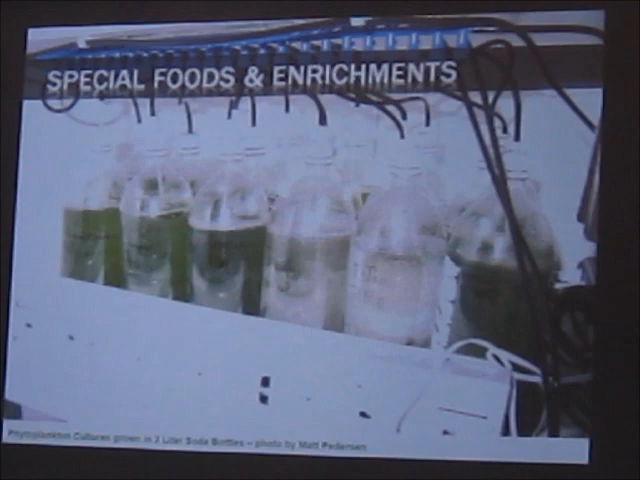 SPECIAL FOODS & ENRICHMENTS
Phytoplankton Cultures grown in 2 Liter Soda Bottles – photo by Matt Pedersen